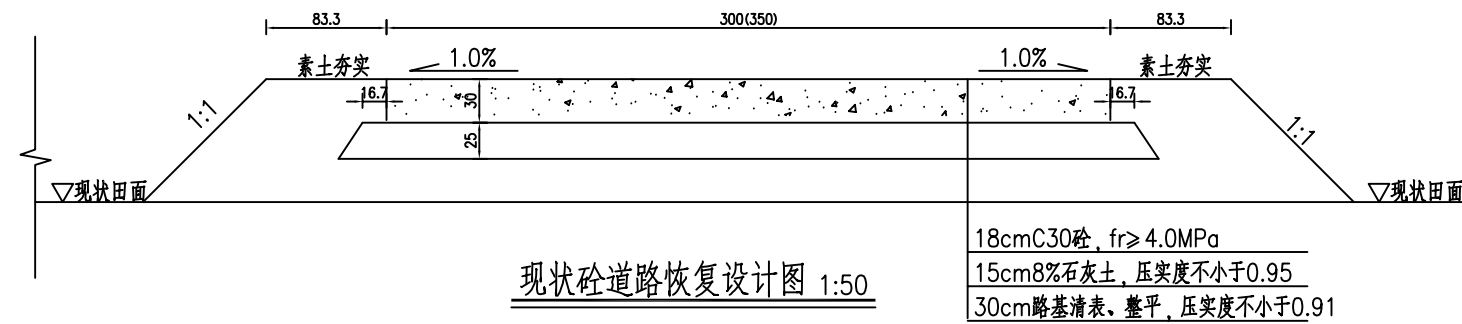 83.3 300(350) 83.3
素土夯实 1.0% 1.0% 素土夯实
1:1 16.7 30 16.7 1:1
25
现状田面 现状田面
18cmC30砼, fr≥4.0MPa
15cm8%石灰土, 压实度不小于0.95
30cm路基清表、整平, 压实度不小于0.91
现状砼道路恢复设计图 1:50